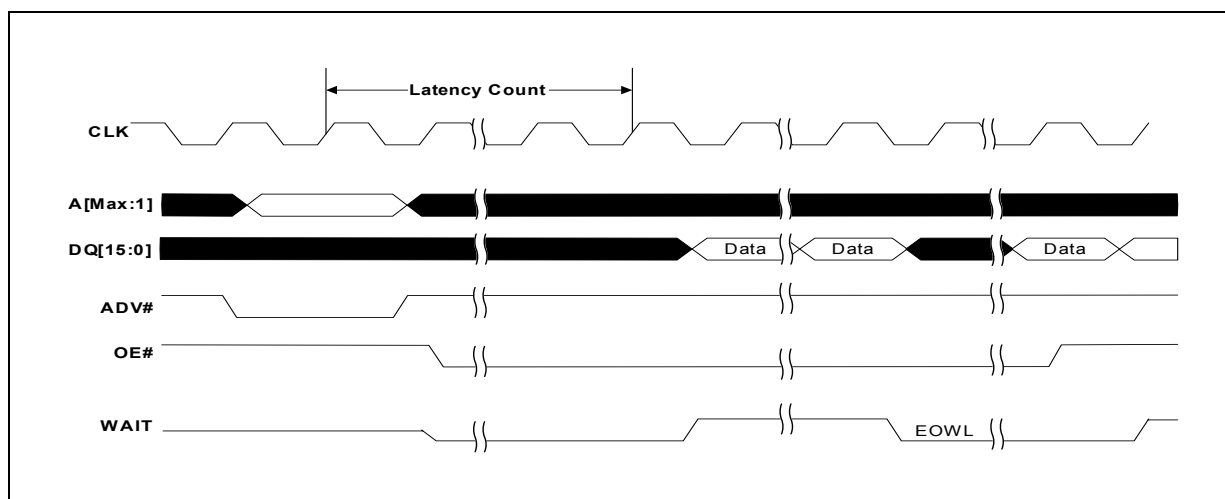 Latency Count
CLK
A[Max:1]
DQ[15:0]
Data Data Data
ADV#
OE#
WAIT
EOWL